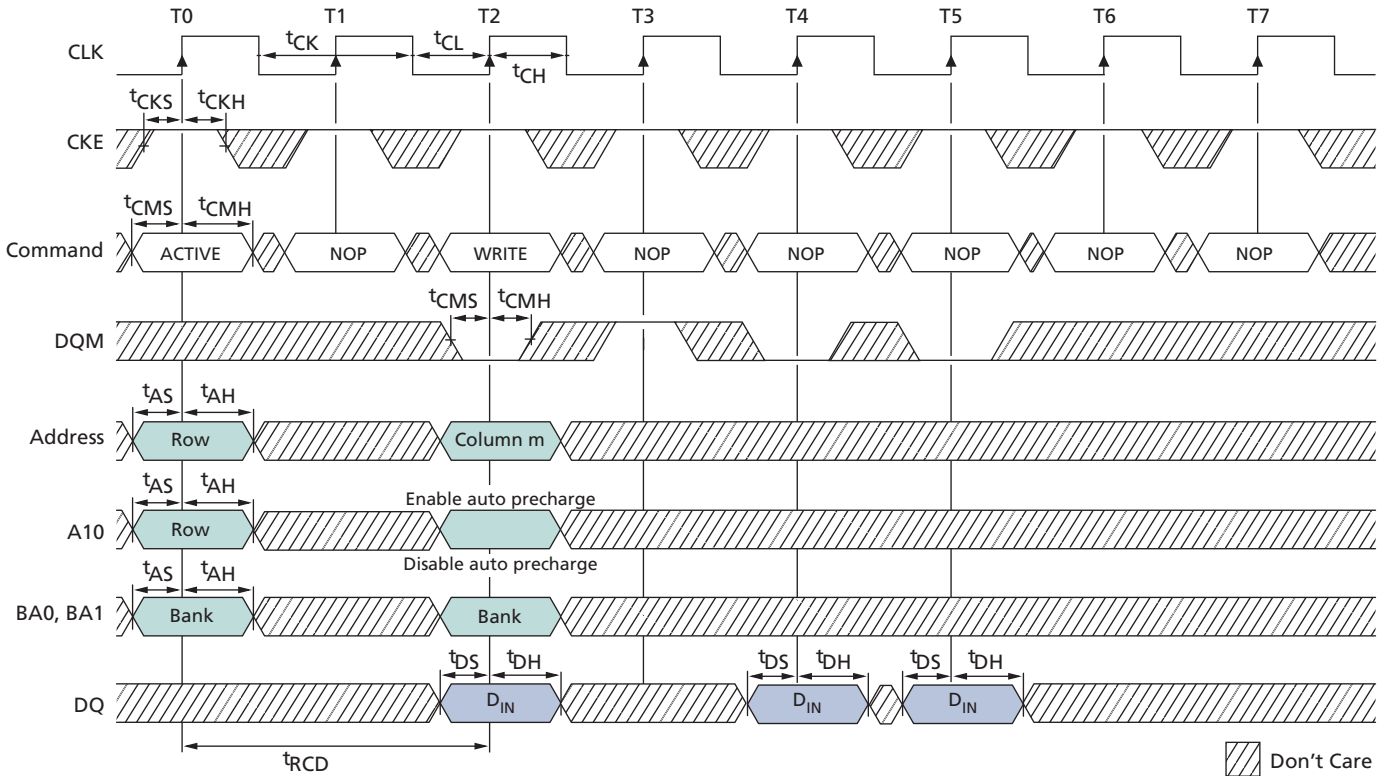 T0 T1 T2 T3 T4 T5 T6 T7
CLK
tCK tCL
tCH
tCKS tCKH
CKE
tCMS tCMH
Command ACTIVE NOP WRITE NOP NOP NOP NOP NOP
tCMS tCMH
DQM
tAS tAH
Address Row Column m
tAS tAH
Enable auto precharge
A10 Row
Disable auto precharge
tAS tAH
BA0, BA1 Bank Bank
tDS tDH tDS tDH tDS tDH
DQ DIN DIN DIN
tRCD
Don't Care